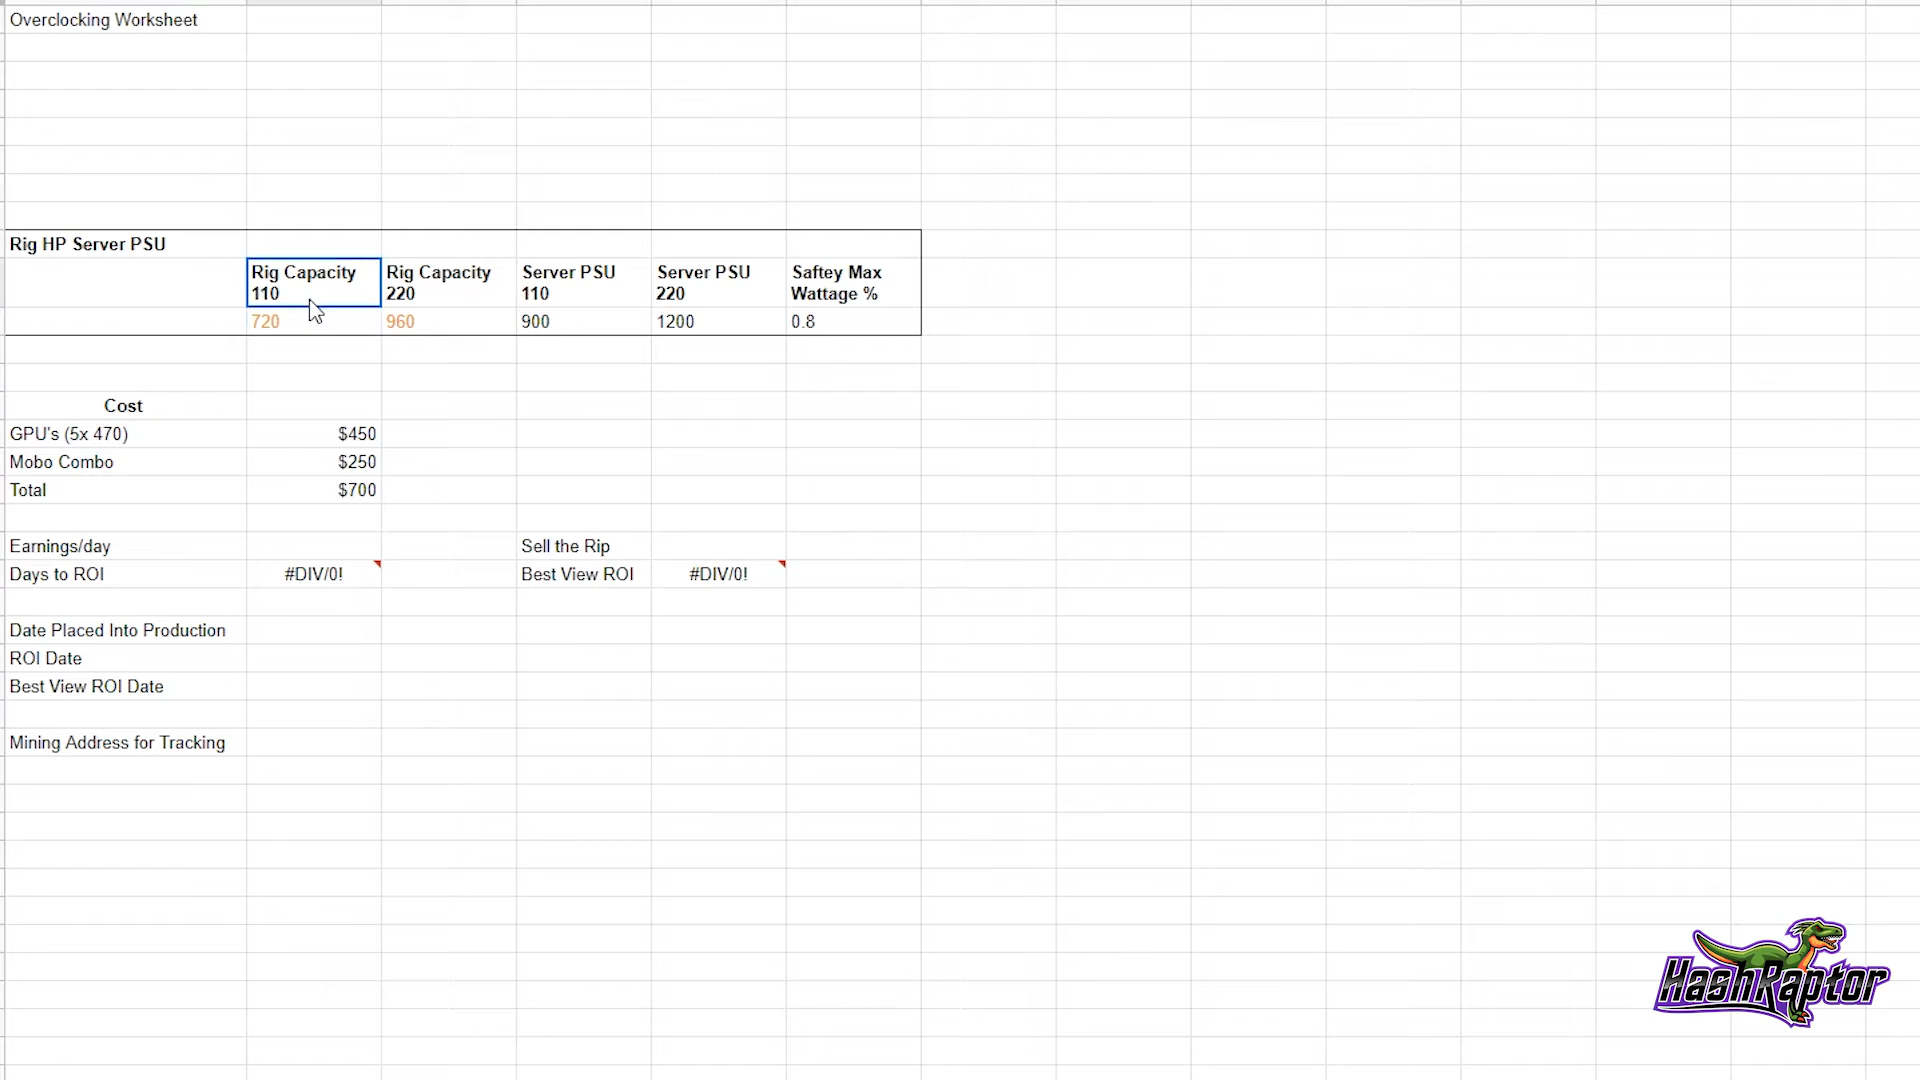 Overclocking Worksheet
Rig HP Server PSU
Rig Capacity 110
Rig Capacity 220
Server PSU 110
Server PSU 220
Saftey Max Wattage %
720 960 900 1200 0.8
Cost
GPU's (5x 470) $450
Mobo Combo $250
Total $700
Earnings/day Sell the Rip
Days to ROI #DIV/0! Best View ROI #DIV/0!
Date Placed Into Production
ROI Date
Best View ROI Date
Mining Address for Tracking
HashRaptor